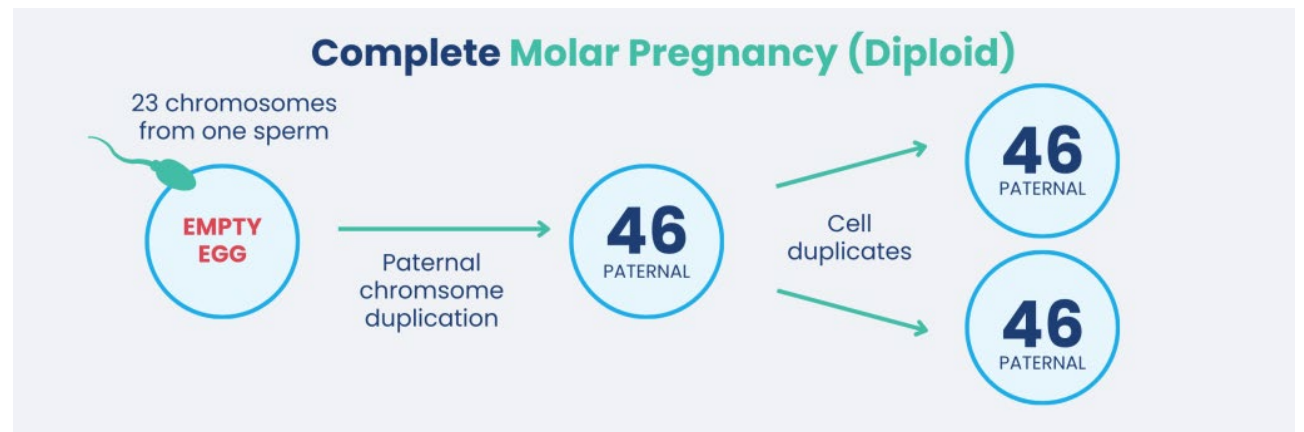 Complete Molar Pregnancy (Diploid)
23 chromosomes
from one sperm
EMPTY
EGG
Paternal
chromsome
duplication
46
PATERNAL
Cell
duplicates
46
PATERNAL
46
PATERNAL